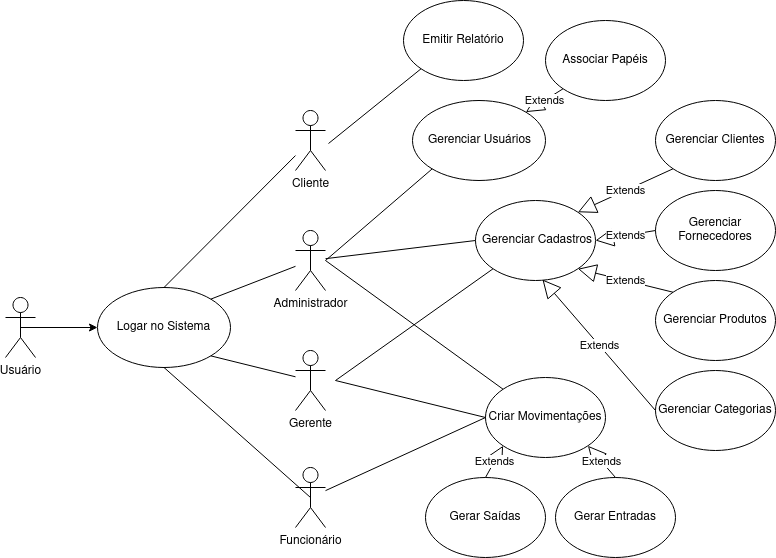 Emitir Relatório
Associar Papéis
Extends
Gerenciar Usuários
Gerenciar Clientes
Cliente
Extends
Gerenciar
Fornecedores
Gerenciar Cadastros
Extends
Administrador
Extends
Gerenciar Produtos
Logar no Sistema
Extends
Usuário
Gerenciar Categorias
Gerente
Criar Movimentações
Extends
Extends
Gerar Saídas
Gerar Entradas
Funcionário